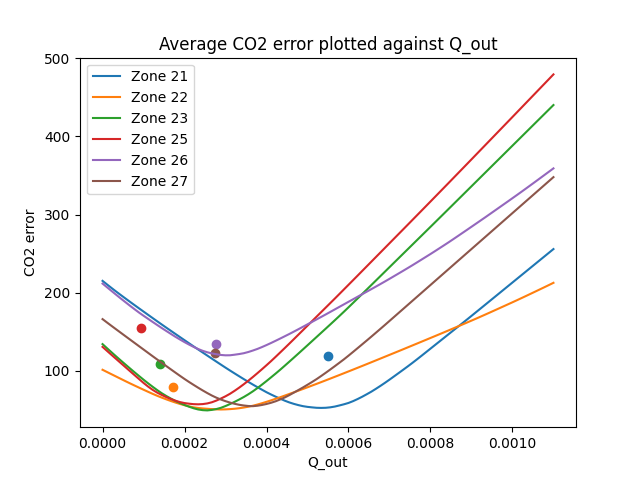 Average CO2 error plotted against Q_out
500
400
300
200
100
CO2 error
Zone 21
Zone 22
Zone 23
Zone 25
Zone 26
Zone 27
0.0000 0.0002 0.0004 0.0006 0.0008 0.0010
Q_out